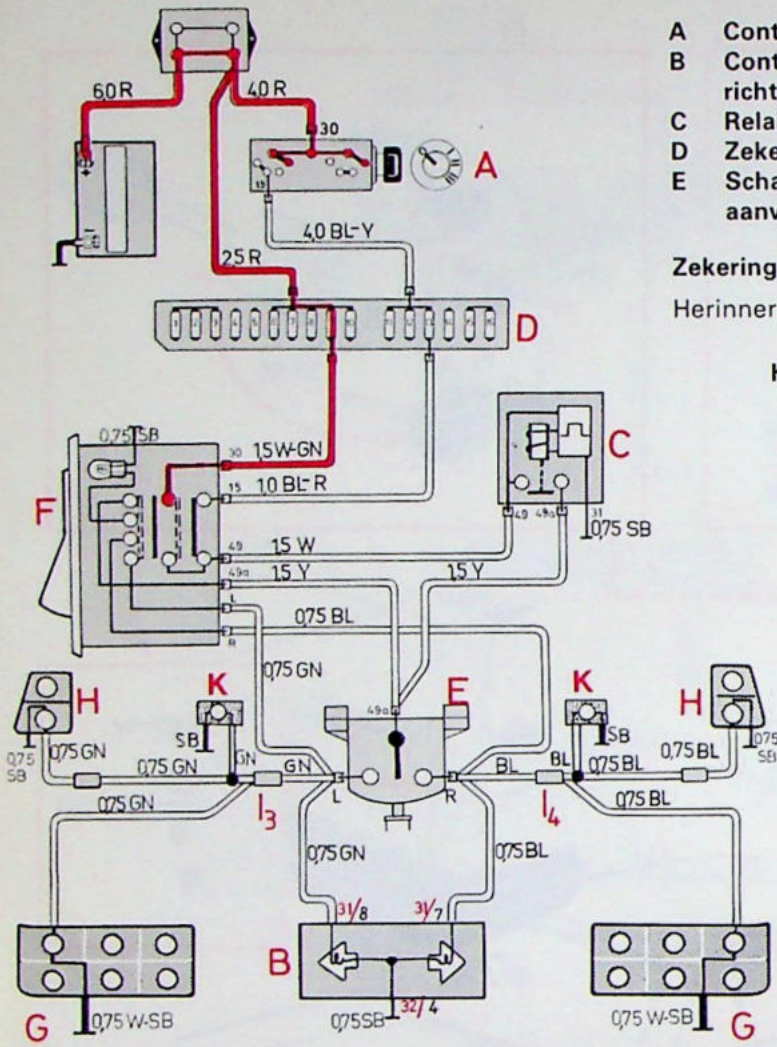 A Cont
B Cont
richt
C Rela
D Zeke
E Scha
aanv
Zekering
Herinner
6,0 R
4,0 R
30
A
15
4,0 BL-Y
2,5 R
D
0,75 SB
30
1,5 W-GN
C
F
15
1,0 BL-R
49
49a
31
0,75 SB
49
1,5 W
49a
1,5 Y
1,5 Y
L
0,75 BL
R
0,75 GN
H
K
E
K
H
49a
0,75 SB
0,75 GN
SB
SB
0,75 BL
0,75 SB
0,75 GN
GN
GN
BL
BL
0,75 BL
I3
L
R
I4
0,75 GN
0,75 BL
0,75 GN
0,75 BL
31/8
31/7
B
G
0,75 W-SB
0,75 SB
32/4
0,75 W-SB
G